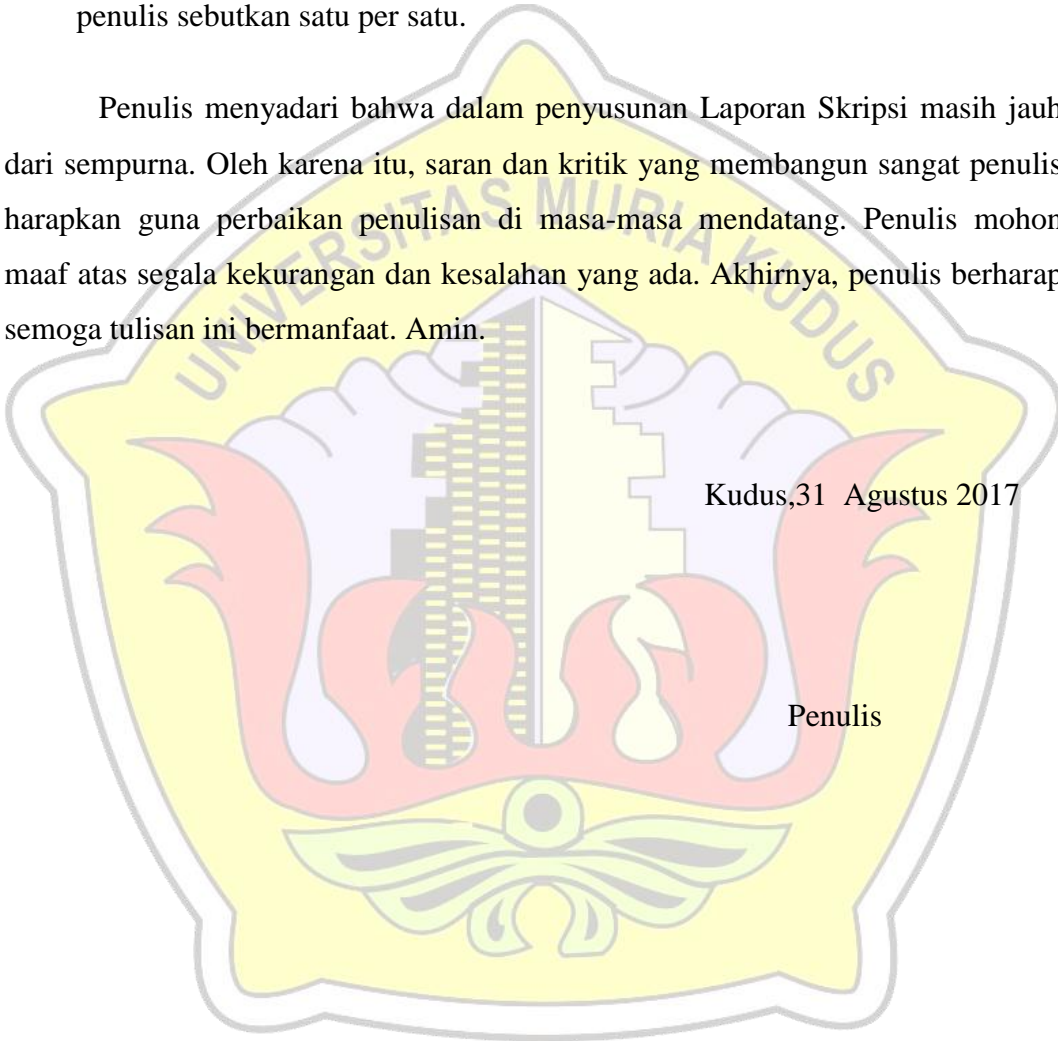 penulis sebutkan satu per satu.
Penulis menyadari bahwa dalam penyusunan Laporan Skripsi masih jauh
dari sempurna. Oleh karena itu, saran dan kritik yang membangun sangat penulis
harapkan guna perbaikan penulisan di masa-masa mendatang. Penulis mohon
maaf atas segala kekurangan dan kesalahan yang ada. Akhirnya, penulis berharap
semoga tulisan ini bermanfaat. Amin.
UNIVERSITAS MURIA KUDUS
Kudus,31  Agustus 2017
Penulis